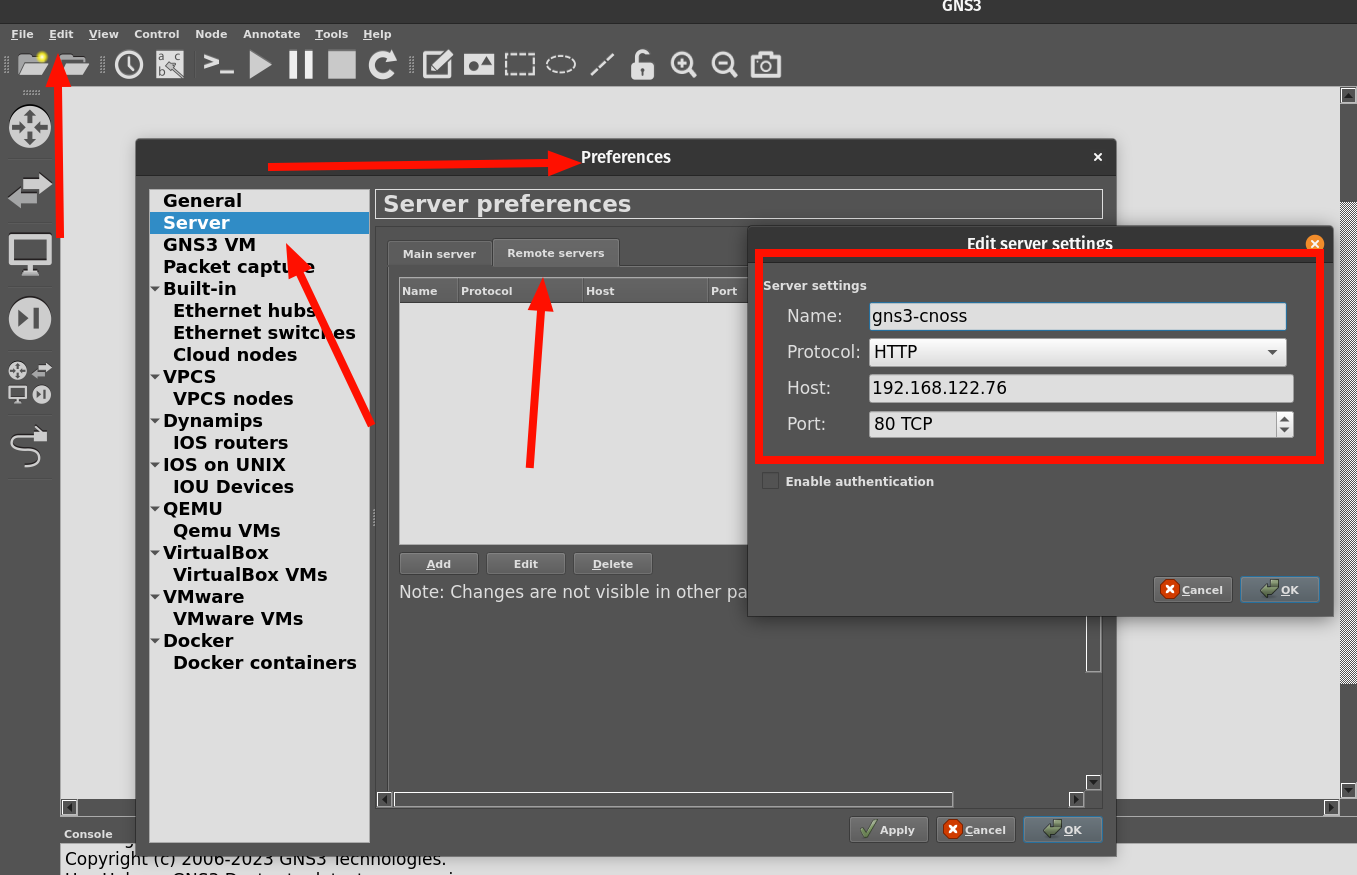 GNS3
File Edit View Control Node Annotate Tools Help
Preferences
General
Server
GNS3 VM
Packet capture
Built-in
Ethernet hubs
Ethernet switches
Cloud nodes
VPCS
VPCS nodes
Dynamips
IOS routers
IOS on UNIX
IOU Devices
QEMU
Qemu VMs
VirtualBox
VirtualBox VMs
VMware
VMware VMs
Docker
Docker containers
Server preferences
Main server Remote servers
Name Protocol Host Port
Add Edit Delete
Note: Changes are not visible in other
Edit server settings
Server settings
Name: gns3-cnoss
Protocol: HTTP
Host: 192.168.122.76
Port: 80 TCP
Enable authentication
Cancel OK
Apply Cancel OK
Console
Copyright (c) 2006-2023 GNS3 Technologies.